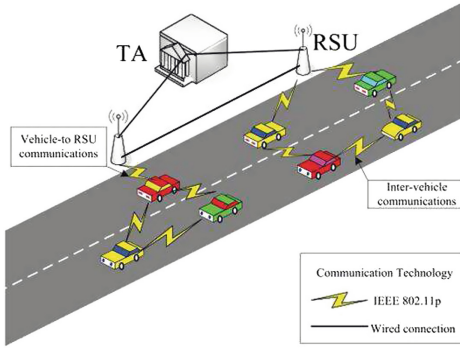 TA
RSU
Vehicle-to RSU
communications
Inter-vehicle
communications
Communication Technology
IEEE 802.11p
Wired connection